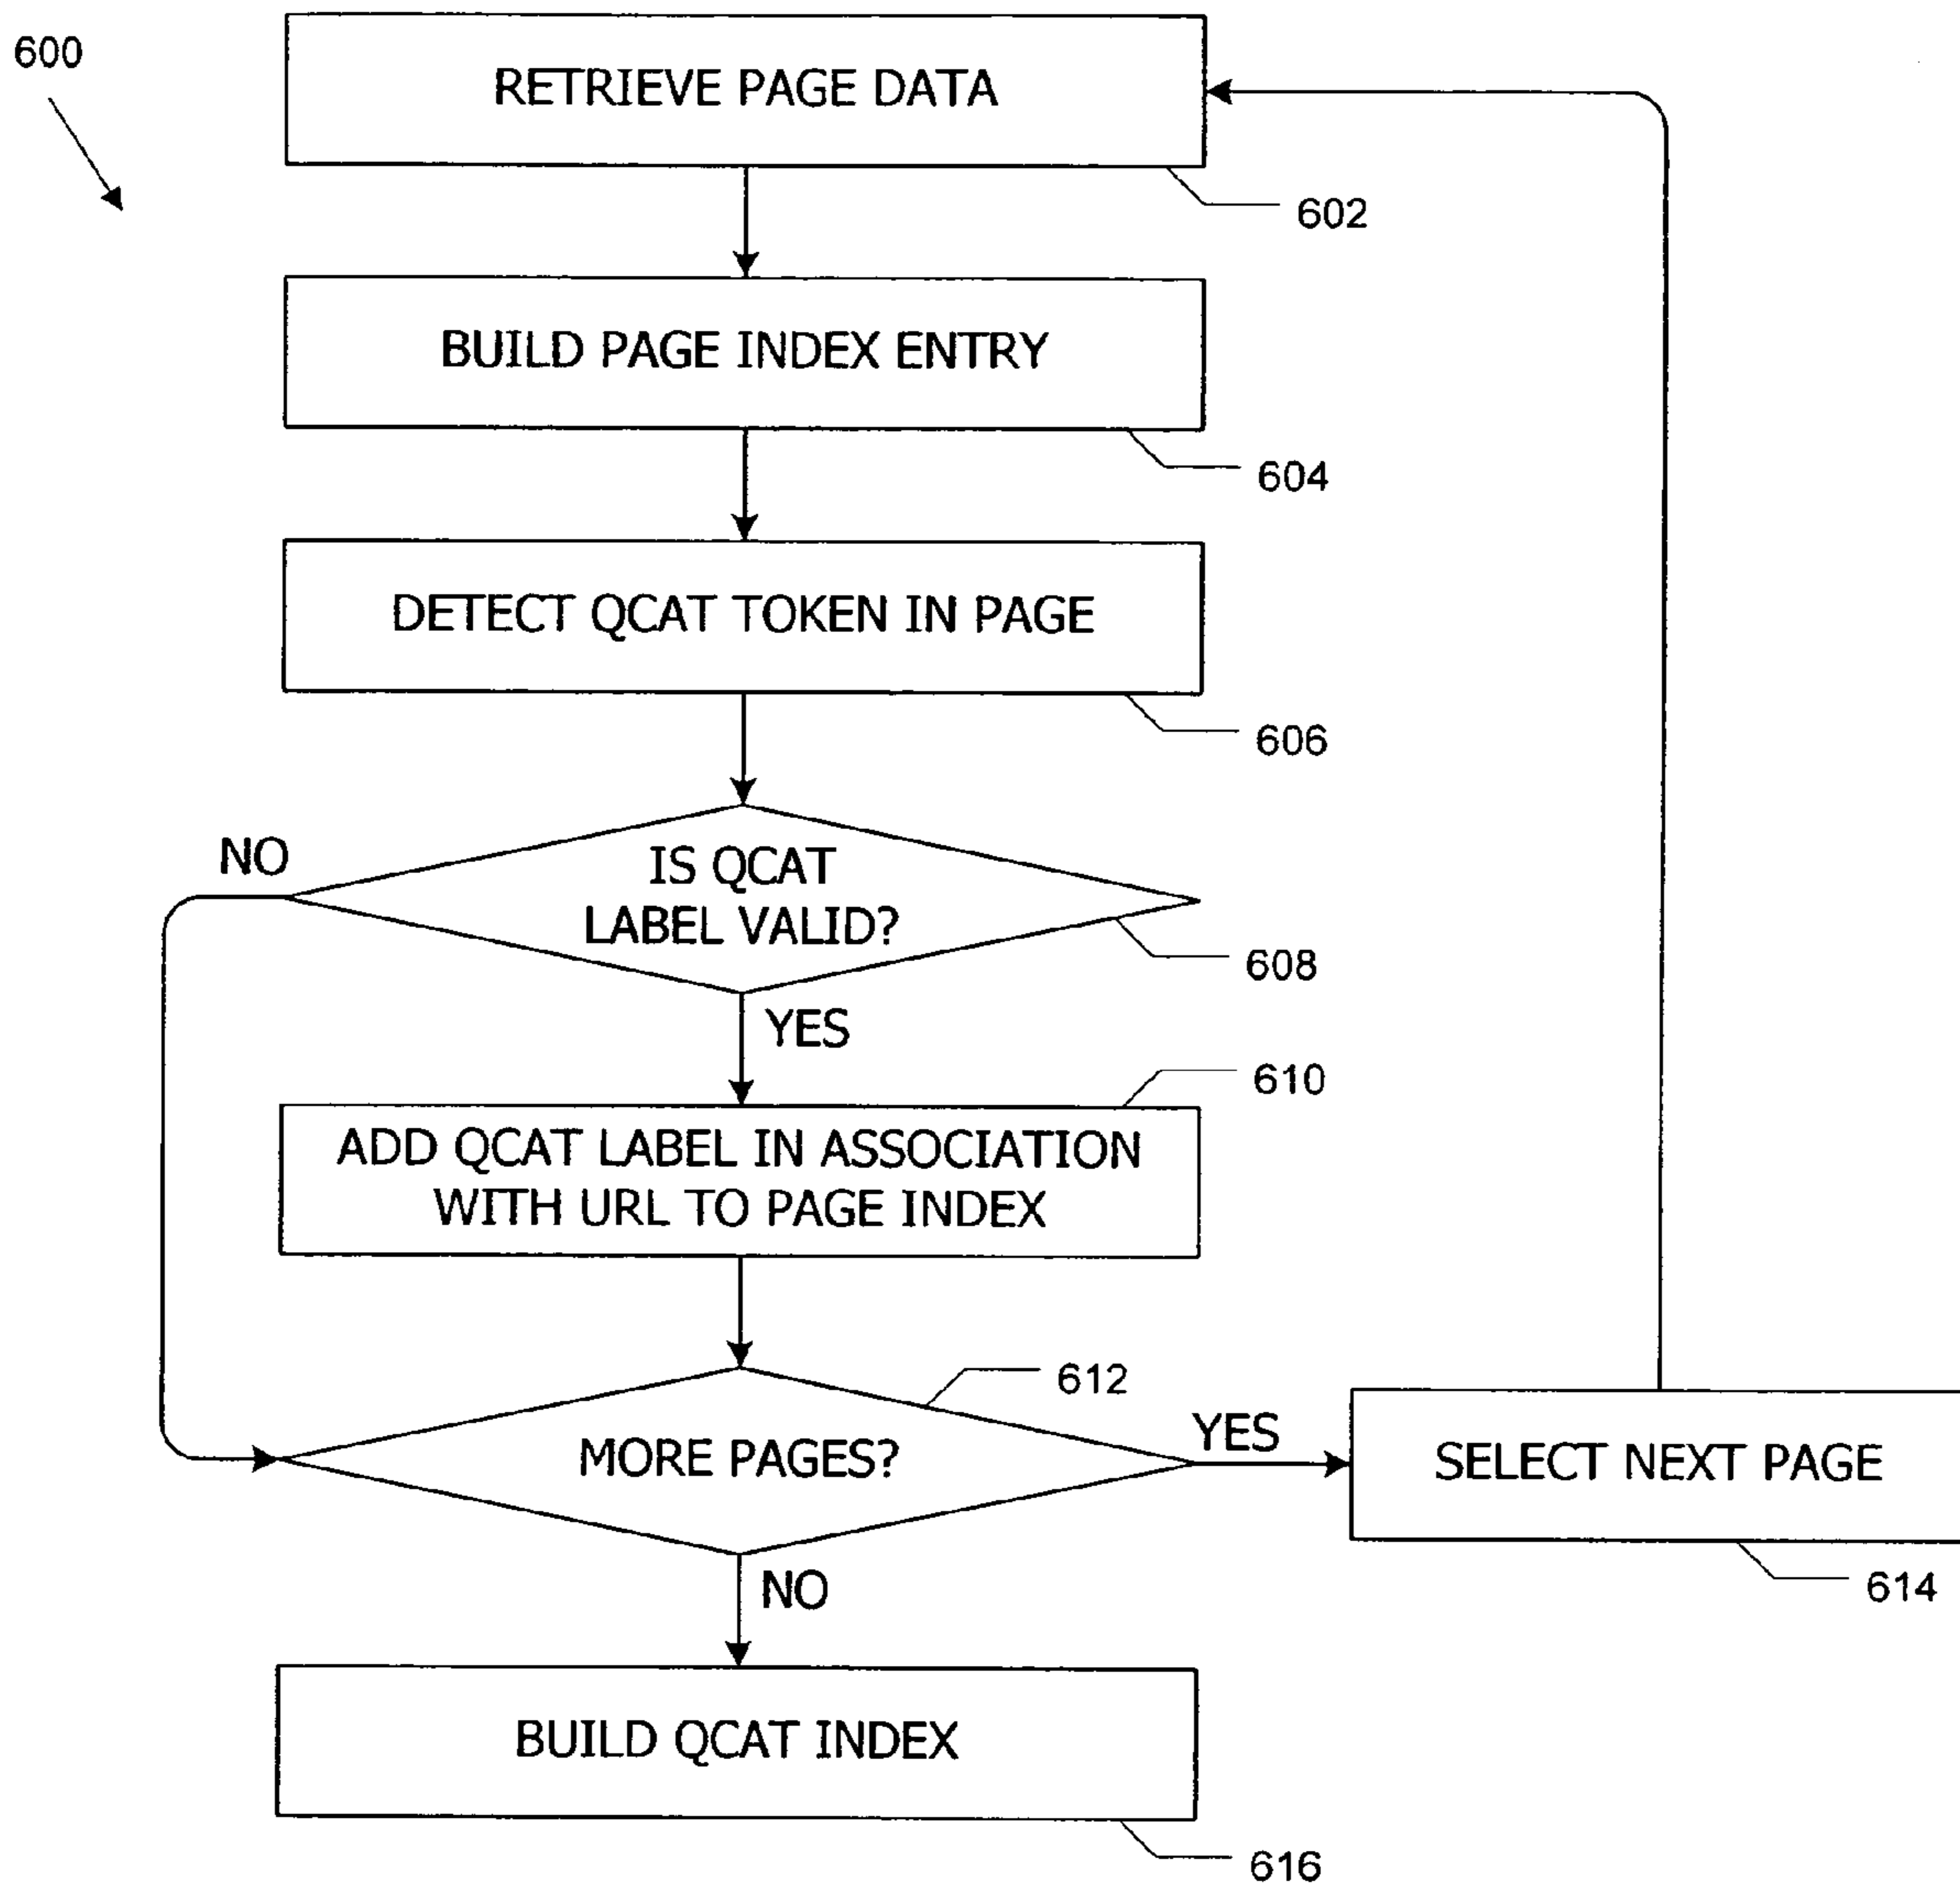 600
RETRIEVE PAGE DATA
602
BUILD PAGE INDEX ENTRY
604
DETECT QCAT TOKEN IN PAGE
606
NO
IS QCAT
LABEL VALID?
608
YES
610
ADD QCAT LABEL IN ASSOCIATION
WITH URL TO PAGE INDEX
612
MORE PAGES?
YES
SELECT NEXT PAGE
614
NO
BUILD QCAT INDEX
616